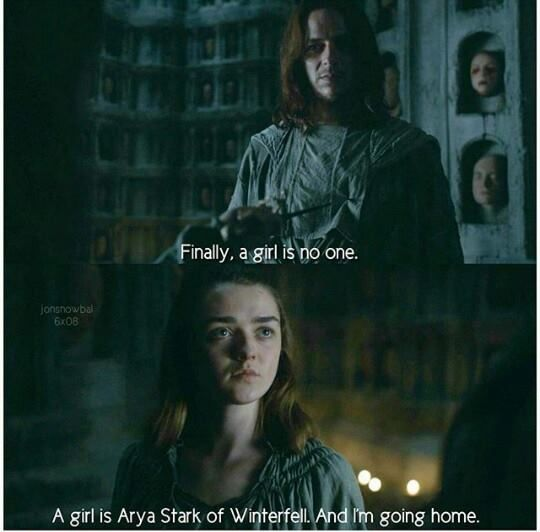 Finally, a girl is no one.
jonsnowbal
6x08
A girl is Arya Stark of Winterfell. And I'm going home.